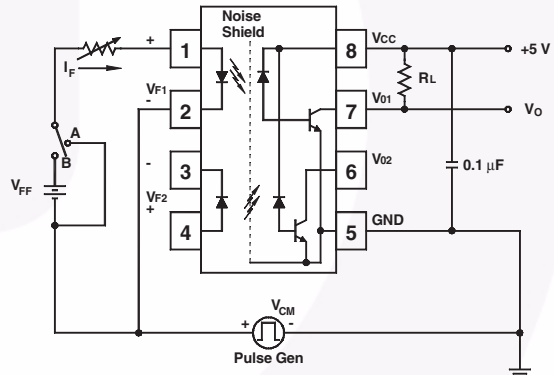 Noise
Shield
+ 1
I F
VF1
- 2
- 3
VF2
+ 4
8 VCC
+5 V
RL
7 V01
VO
6 V02
0.1 μF
5 GND
A
B
VFF
VCM
+ -
Pulse Gen